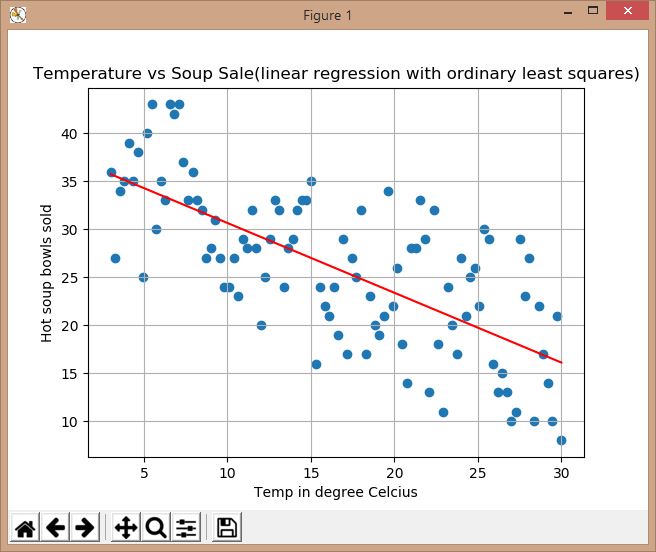 Figure 1
Temperature vs Soup Sale(linear regression with ordinary least squares)
40
35
30
25
20
15
10
Hot soup bowls sold
5 10 15 20 25 30
Temp in degree Celcius